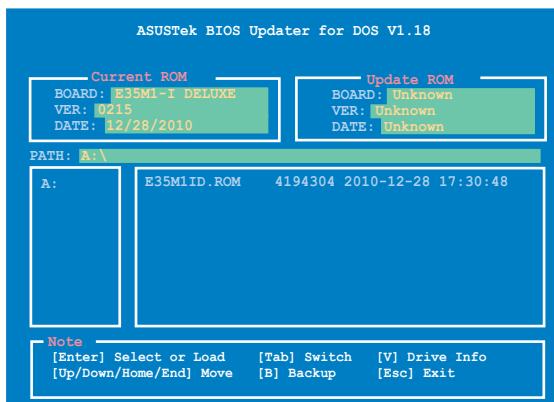 ASUSTek BIOS Updater for DOS V1.18
Current ROM
BOARD: E35M1-I DELUXE
VER: 0215
DATE: 12/28/2010
Update ROM
BOARD: Unknown
VER: Unknown
DATE: Unknown
PATH: A:\
A:
E35M1ID.ROM 4194304 2010-12-28 17:30:48
Note
[Enter] Select or Load [Tab] Switch [V] Drive Info
[Up/Down/Home/End] Move [B] Backup [Esc] Exit